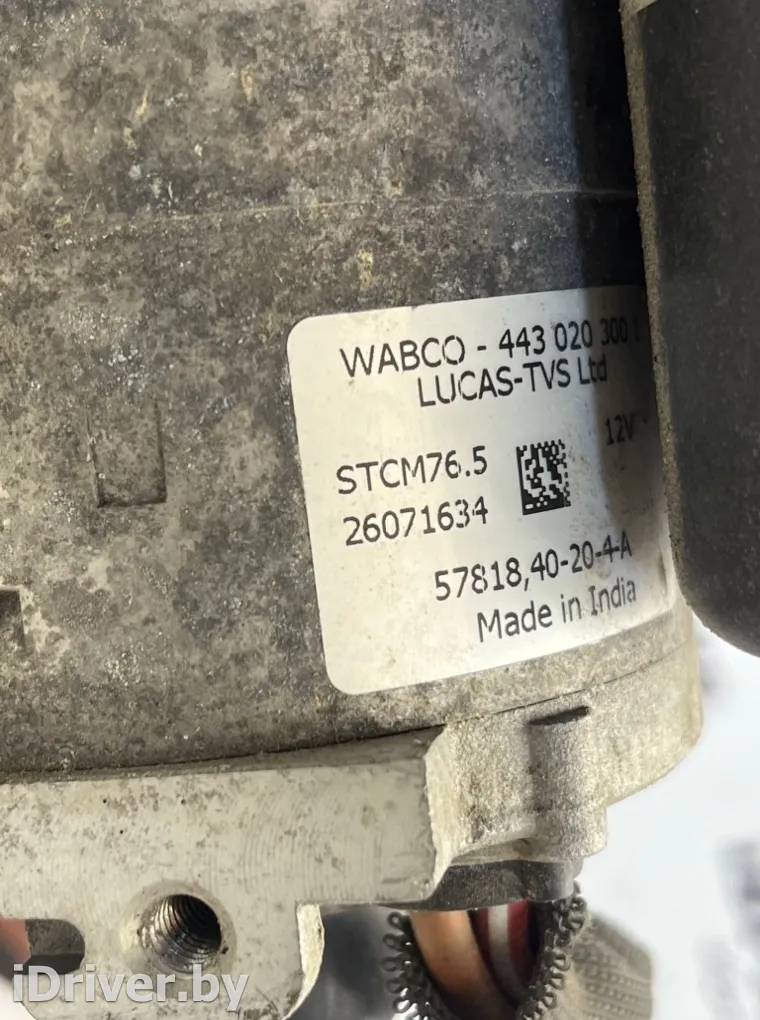 WABCO - 443 020 300
LUCAS-TVS Ltd
12V
STCM76.5
26071634
57818,40-20-4-A
Made in India
iDriver.by